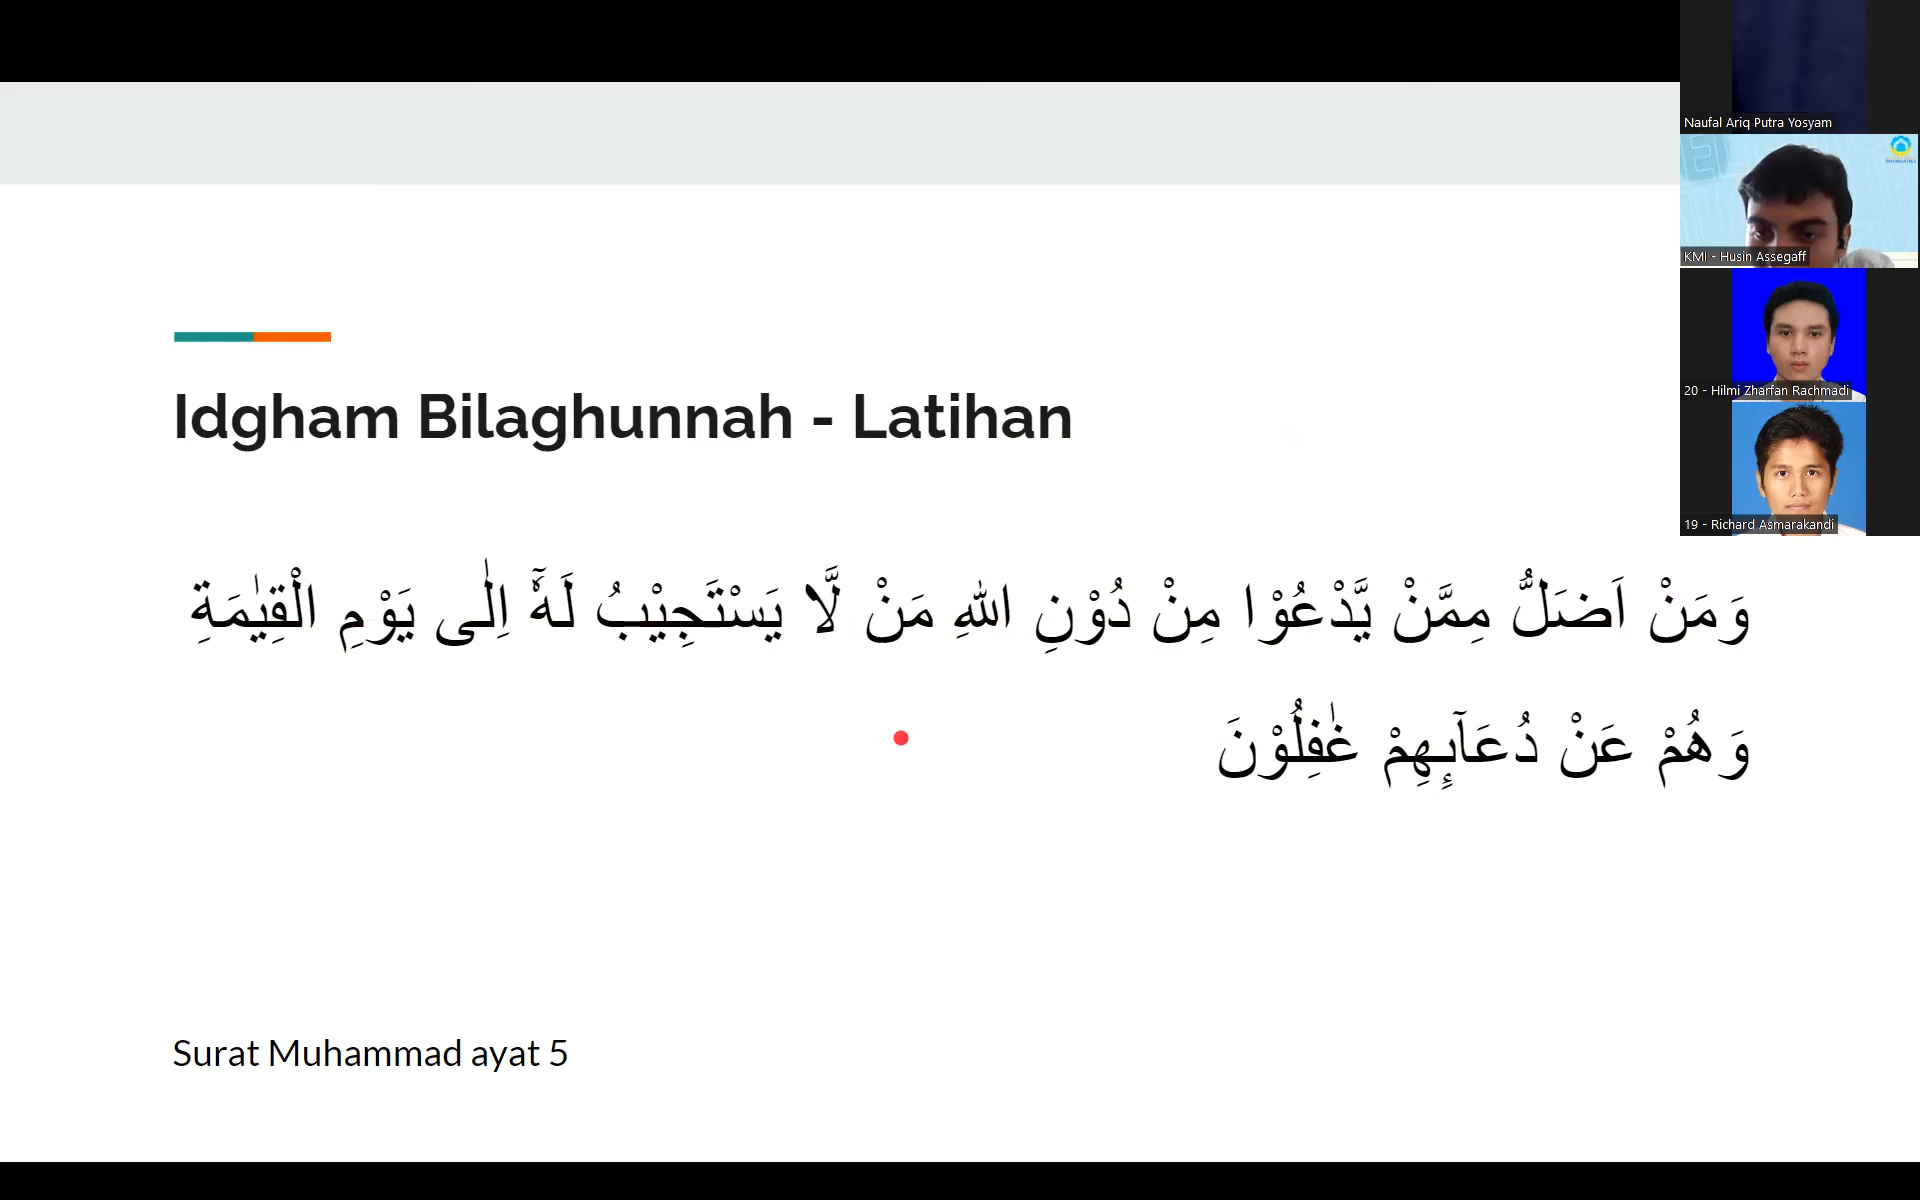 Naufal Ariq Putra Yosyam
KMI - Husin Assegaff
20 - Hilmi Zharfan Rachmadi
19 - Richard Asmarakandi
Idgham Bilaghunnah - Latihan
وَمَنْ اَضَلُّ مِمَّنْ يَّدْعُوْا مِنْ دُوْنِ اللهِ مَنْ لَّا يَسْتَجِيْبُ لَهٗٓ اِلٰى يَوْمِ الْقِيٰمَةِ
وَهُمْ عَنْ دُعَاۤىِٕهِمْ غٰفِلُوْنَ
Surat Muhammad ayat 5